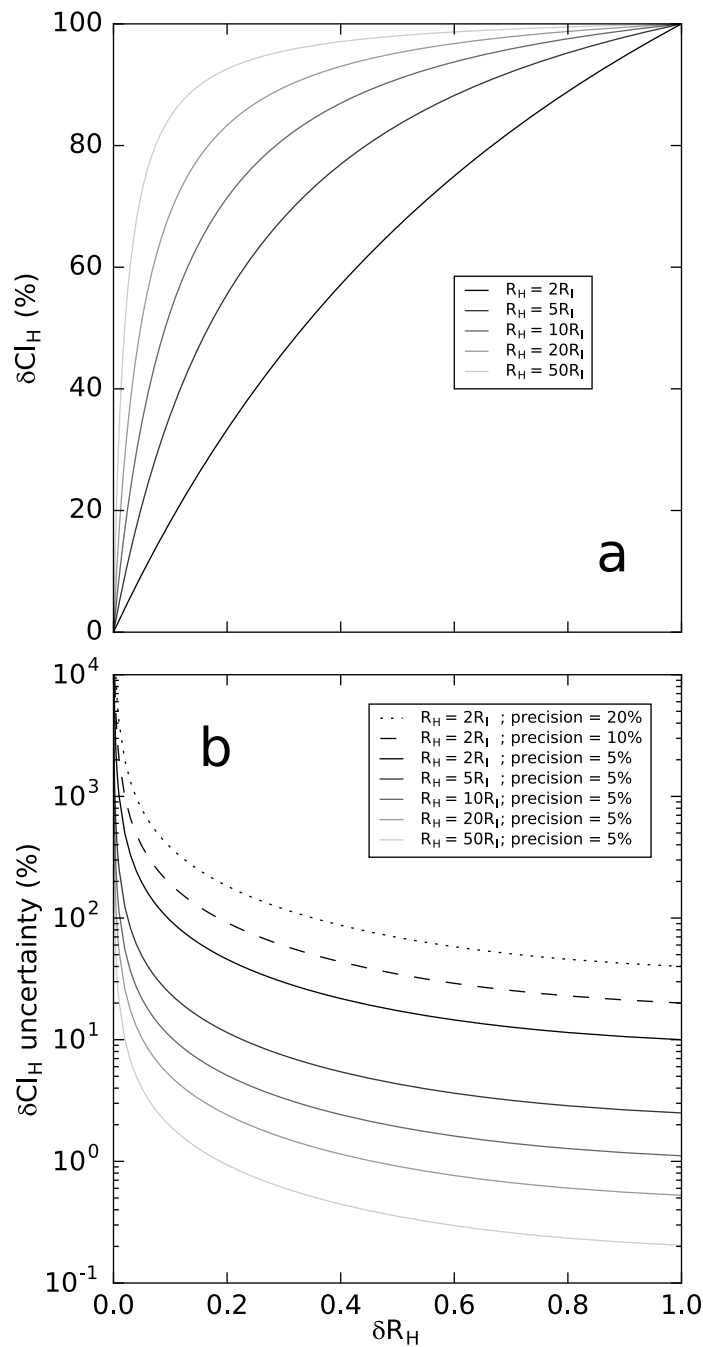 100
80
60
40
20
0
δCl_H (%)
R_H = 2R_I
R_H = 5R_I
R_H = 10R_I
R_H = 20R_I
R_H = 50R_I
a
10^4
10^3
10^2
10^1
10^0
10^-1
δCl_H uncertainty (%)
b
R_H = 2R_I ; precision = 20%
R_H = 2R_I ; precision = 10%
R_H = 2R_I ; precision = 5%
R_H = 5R_I ; precision = 5%
R_H = 10R_I; precision = 5%
R_H = 20R_I; precision = 5%
R_H = 50R_I; precision = 5%
0.0 0.2 0.4 0.6 0.8 1.0
δR_H